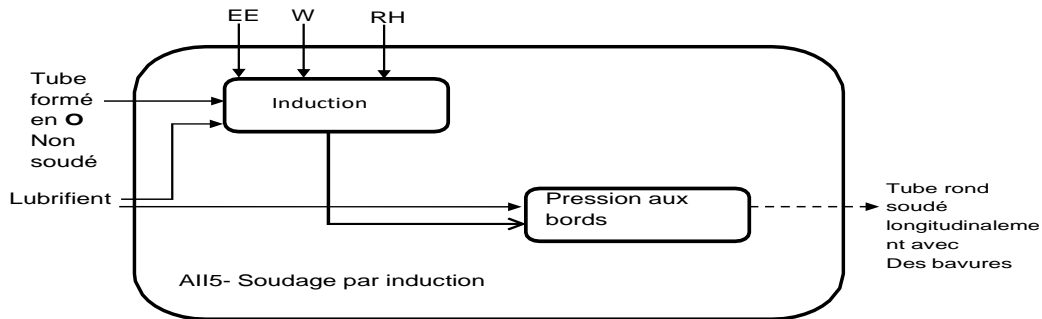 EE
W
RH
Tube
formé
en O
Non
soudé
Induction
Lubrifient
Pression aux
bords
Tube rond
soudé
longitudinaleme
nt avec
Des bavures
AII5- Soudage par induction